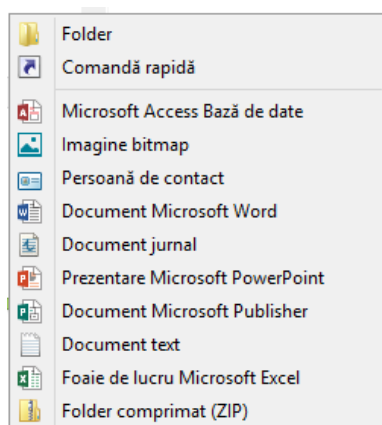 Folder
Comandă rapidă
Microsoft Access Bază de date
Imagine bitmap
Persoană de contact
Document Microsoft Word
Document jurnal
Prezentare Microsoft PowerPoint
Document Microsoft Publisher
Document text
Foaie de lucru Microsoft Excel
Folder comprimat (ZIP)